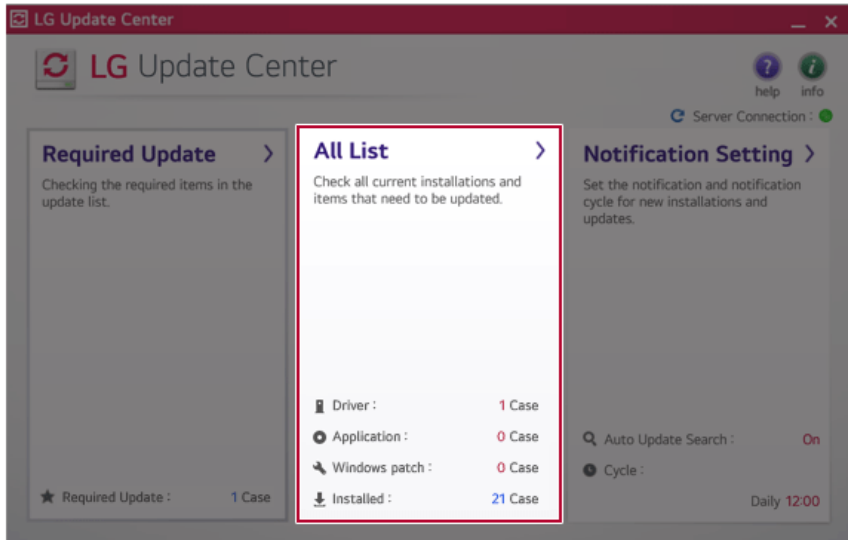 LG Update Center
LG Update Center
help
info
Server Connection :
Required Update
Checking the required items in the
update list.
Required Update :
1 Case
All List
Check all current installations and
items that need to be updated.
Driver :
1 Case
Application :
0 Case
Windows patch :
0 Case
Installed :
21 Case
Notification Setting
Set the notification and notification
cycle for new installations and
updates.
Auto Update Search :
On
Cycle :
Daily 12:00